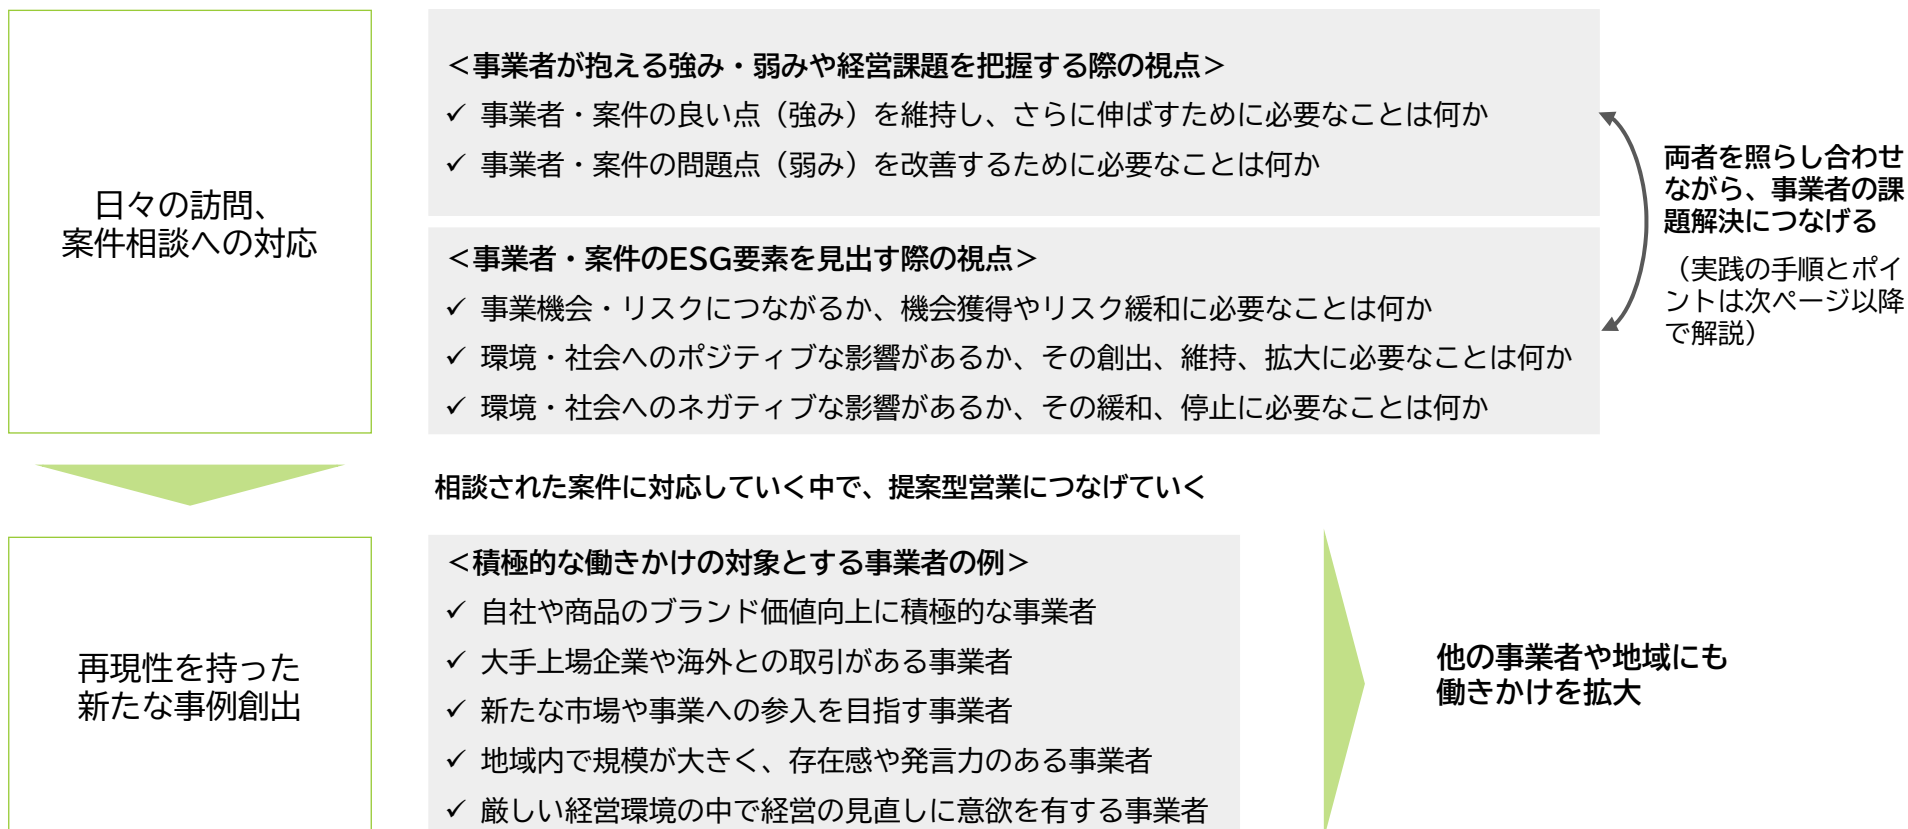 日々の訪問、
案件相談への対応
＜事業者が抱える強み・弱みや経営課題を把握する際の視点＞
✓ 事業者・案件の良い点（強み）を維持し、さらに伸ばすために必要なことは何か
✓ 事業者・案件の問題点（弱み）を改善するために必要なことは何か
＜事業者・案件のESG要素を見出す際の視点＞
✓ 事業機会・リスクにつながるか、機会獲得やリスク緩和に必要なことは何か
✓ 環境・社会へのポジティブな影響があるか、その創出、維持、拡大に必要なことは何か
✓ 環境・社会へのネガティブな影響があるか、その緩和、停止に必要なことは何か
両者を照らし合わせ
ながら、事業者の課
題解決につなげる
（実践の手順とポイ
ントは次ページ以降
で解説）
相談された案件に対応していく中で、提案型営業につなげていく
再現性を持った
新たな事例創出
＜積極的な働きかけの対象とする事業者の例＞
✓ 自社や商品のブランド価値向上に積極的な事業者
✓ 大手上場企業や海外との取引がある事業者
✓ 新たな市場や事業への参入を目指す事業者
✓ 地域内で規模が大きく、存在感や発言力のある事業者
✓ 厳しい経営環境の中で経営の見直しに意欲を有する事業者
他の事業者や地域にも
働きかけを拡大